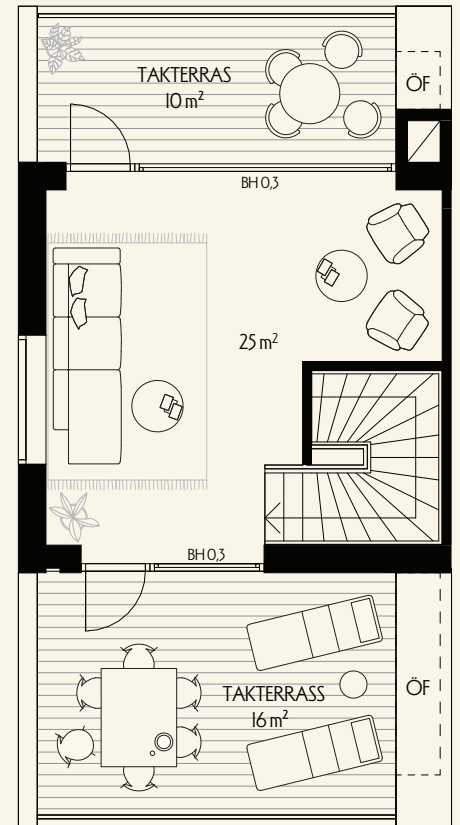 TAKTERRAS
10 m²
ÖF
BH 0,3
25 m²
BH 0,3
TAKTERRASS
16 m²
ÖF